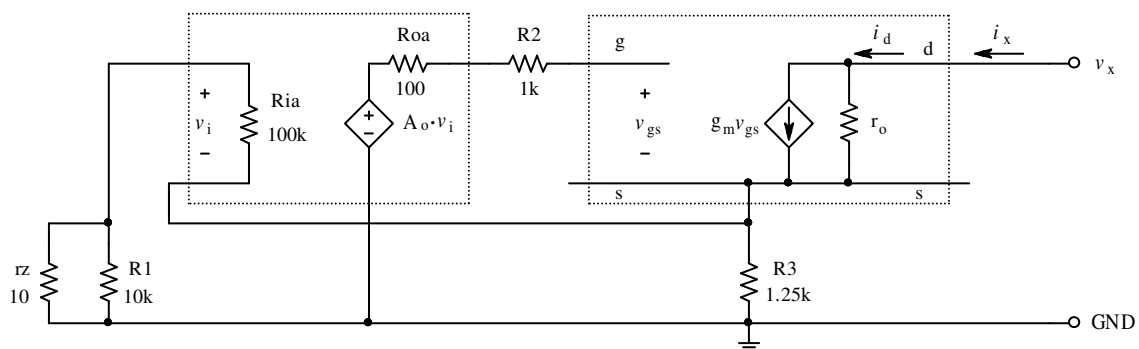 Roa
R2
g
i d
d
i x
v x
100
1k
+
v i
−
Ria
100k
+
−
A o · v i
+
v gs
−
g m v gs
r o
s
s
rz
10
R1
10k
R3
1.25k
GND